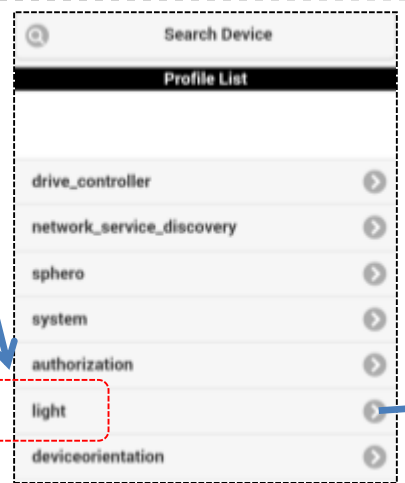 Search Device
Profile List
drive_controller
network_service_discovery
sphero
system
authorization
light
deviceorientation